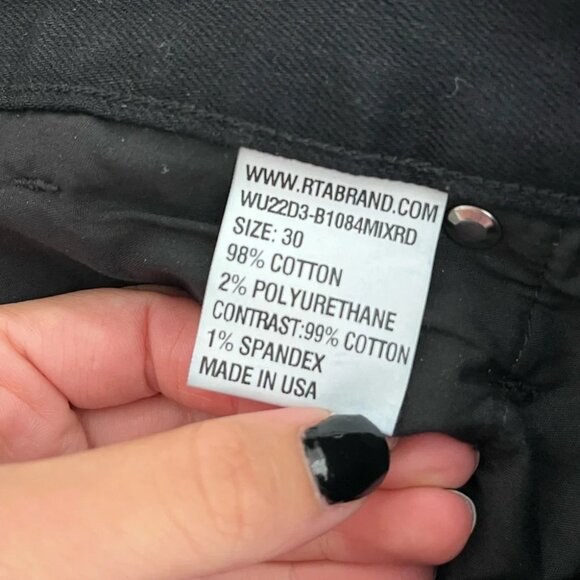 WWW.RTABRAND.COM
WU22D3-B1084MIXRD
SIZE: 30
98% COTTON
2% POLYURETHANE
CONTRAST:99% COTTON
1% SPANDEX
MADE IN USA